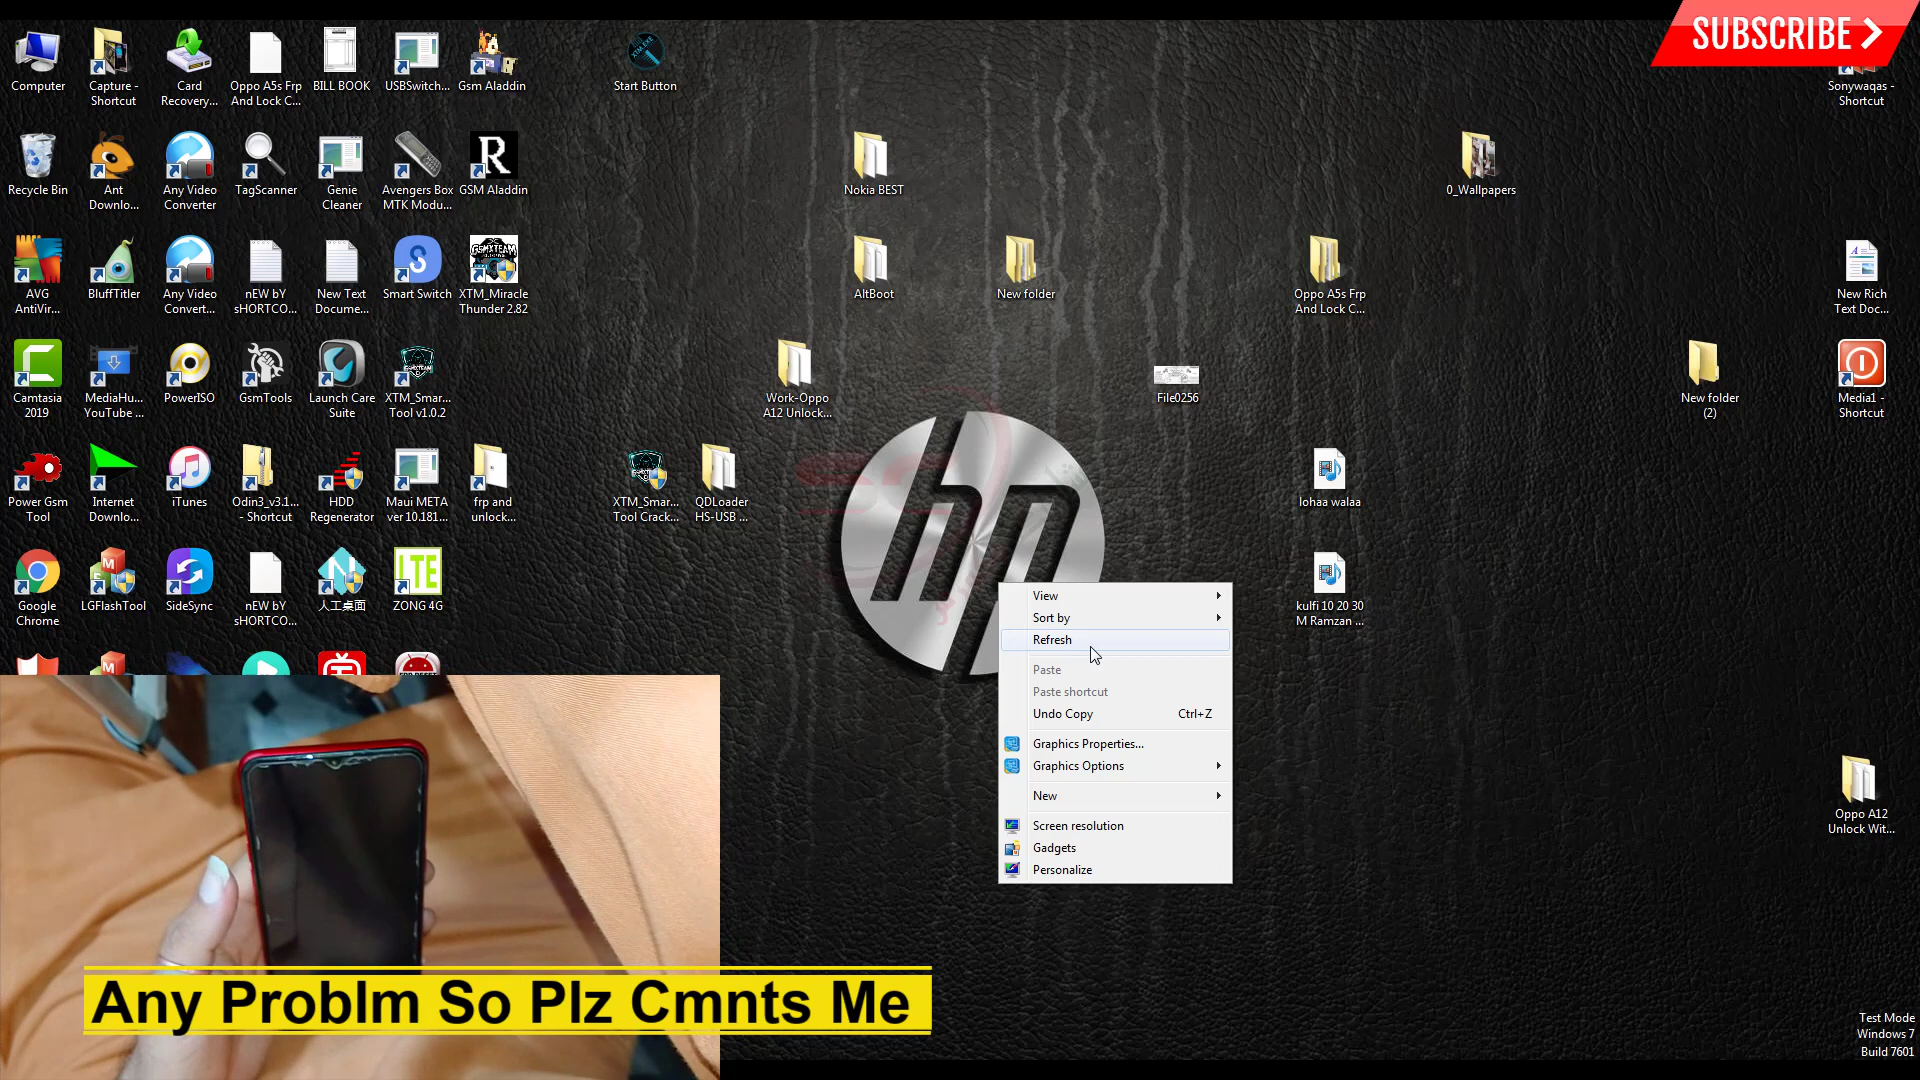 SUBSCRIBE
Computer
Capture -
Shortcut
Card
Recovery...
Oppo A5s Frp
And Lock C...
BILL BOOK
USBSwitch...
Gsm Aladdin
XTM EXE
Start Button
Sonywaqas -
Shortcut
Recycle Bin
Ant
Downlo...
Any Video
Converter
TagScanner
Genie
Cleaner
Avengers Box
MTK Modu...
R
GSM Aladdin
Nokia BEST
0_Wallpapers
AVG
AntiVir...
BluffTitler
Any Video
Convert...
nEW bY
sHORTCO...
New Text
Docume...
S
Smart Switch
GSMXTEAM
XTM_Miracle
Thunder 2.82
AltBoot
New folder
Oppo A5s Frp
And Lock C...
New Rich
Text Doc...
Camtasia
2019
MediaHu...
YouTube ...
PowerISO
GsmTools
Launch Care
Suite
XTM_Smar...
Tool v1.0.2
Work-Oppo
A12 Unlock...
File0256
New folder
(2)
Media1 -
Shortcut
Power Gsm
Tool
Internet
Downlo...
iTunes
Odin3_v3.1...
- Shortcut
HDD
Regenerator
Maui META
ver 10.181...
frp and
unlock...
XTM_Smar...
Tool Crack...
QDLoader
HS-USB ...
lohaa walaa
hp
Google
Chrome
LGFlashTool
SideSync
nEW bY
sHORTCO...
人工桌面
LTE
ZONG 4G
kulfi 10 20 30
M Ramzan ...
View
Sort by
Refresh
Paste
Paste shortcut
Undo Copy Ctrl+Z
Graphics Properties...
Graphics Options
New
Screen resolution
Gadgets
Personalize
Oppo A12
Unlock Wit...
Any Problm So Plz Cmnts Me
Test Mode
Windows 7
Build 7601